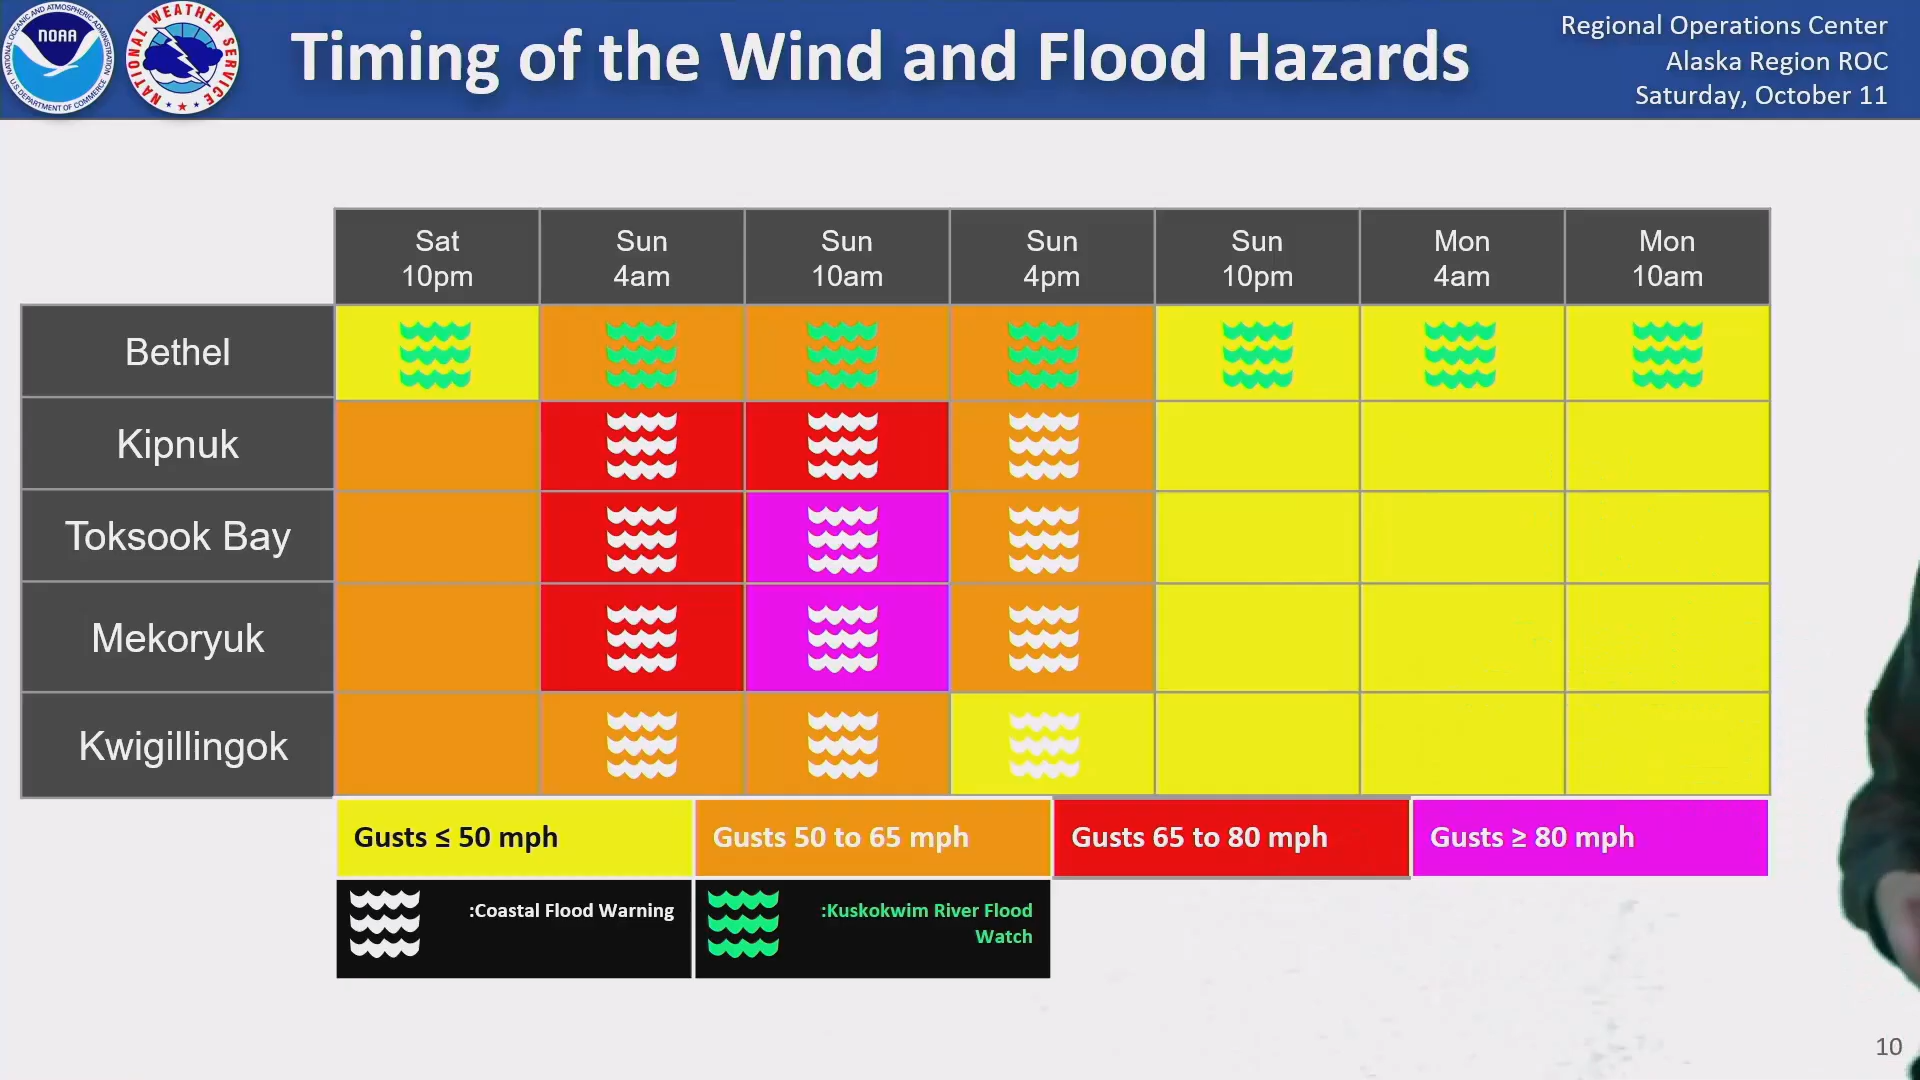 NATIONAL OCEANIC AND ATMOSPHERIC ADMINISTRATION
NOAA
U.S. DEPARTMENT OF COMMERCE
NATIONAL WEATHER SERVICE
Timing of the Wind and Flood Hazards
Regional Operations Center
Alaska Region ROC
Saturday, October 11
Sat
10pm
Sun
4am
Sun
10am
Sun
4pm
Sun
10pm
Mon
4am
Mon
10am
Bethel
Kipnuk
Toksook Bay
Mekoryuk
Kwigillingok
Gusts ≤ 50 mph
Gusts 50 to 65 mph
Gusts 65 to 80 mph
Gusts ≥ 80 mph
:Coastal Flood Warning
:Kuskokwim River Flood
Watch
10